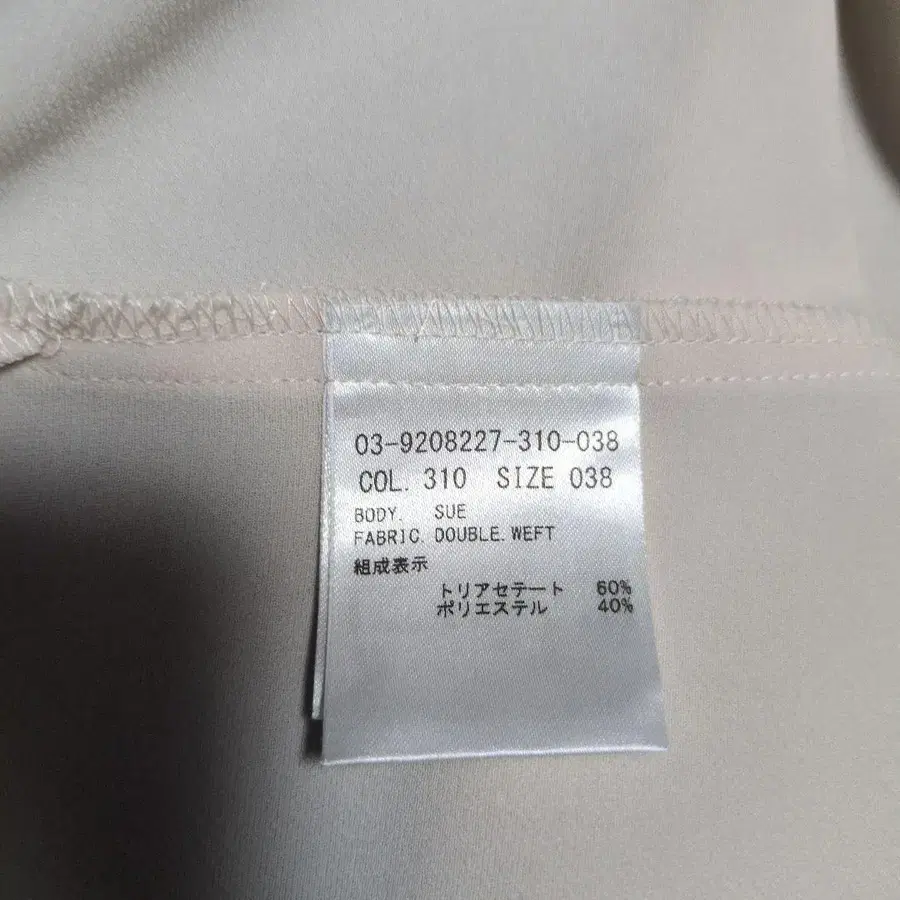 03-9208227-310-038
COL. 310 SIZE 038
BODY. SUE
FABRIC. DOUBLE. WEFT
組成表示
トリアセテート 60%
ポリエステル 40%